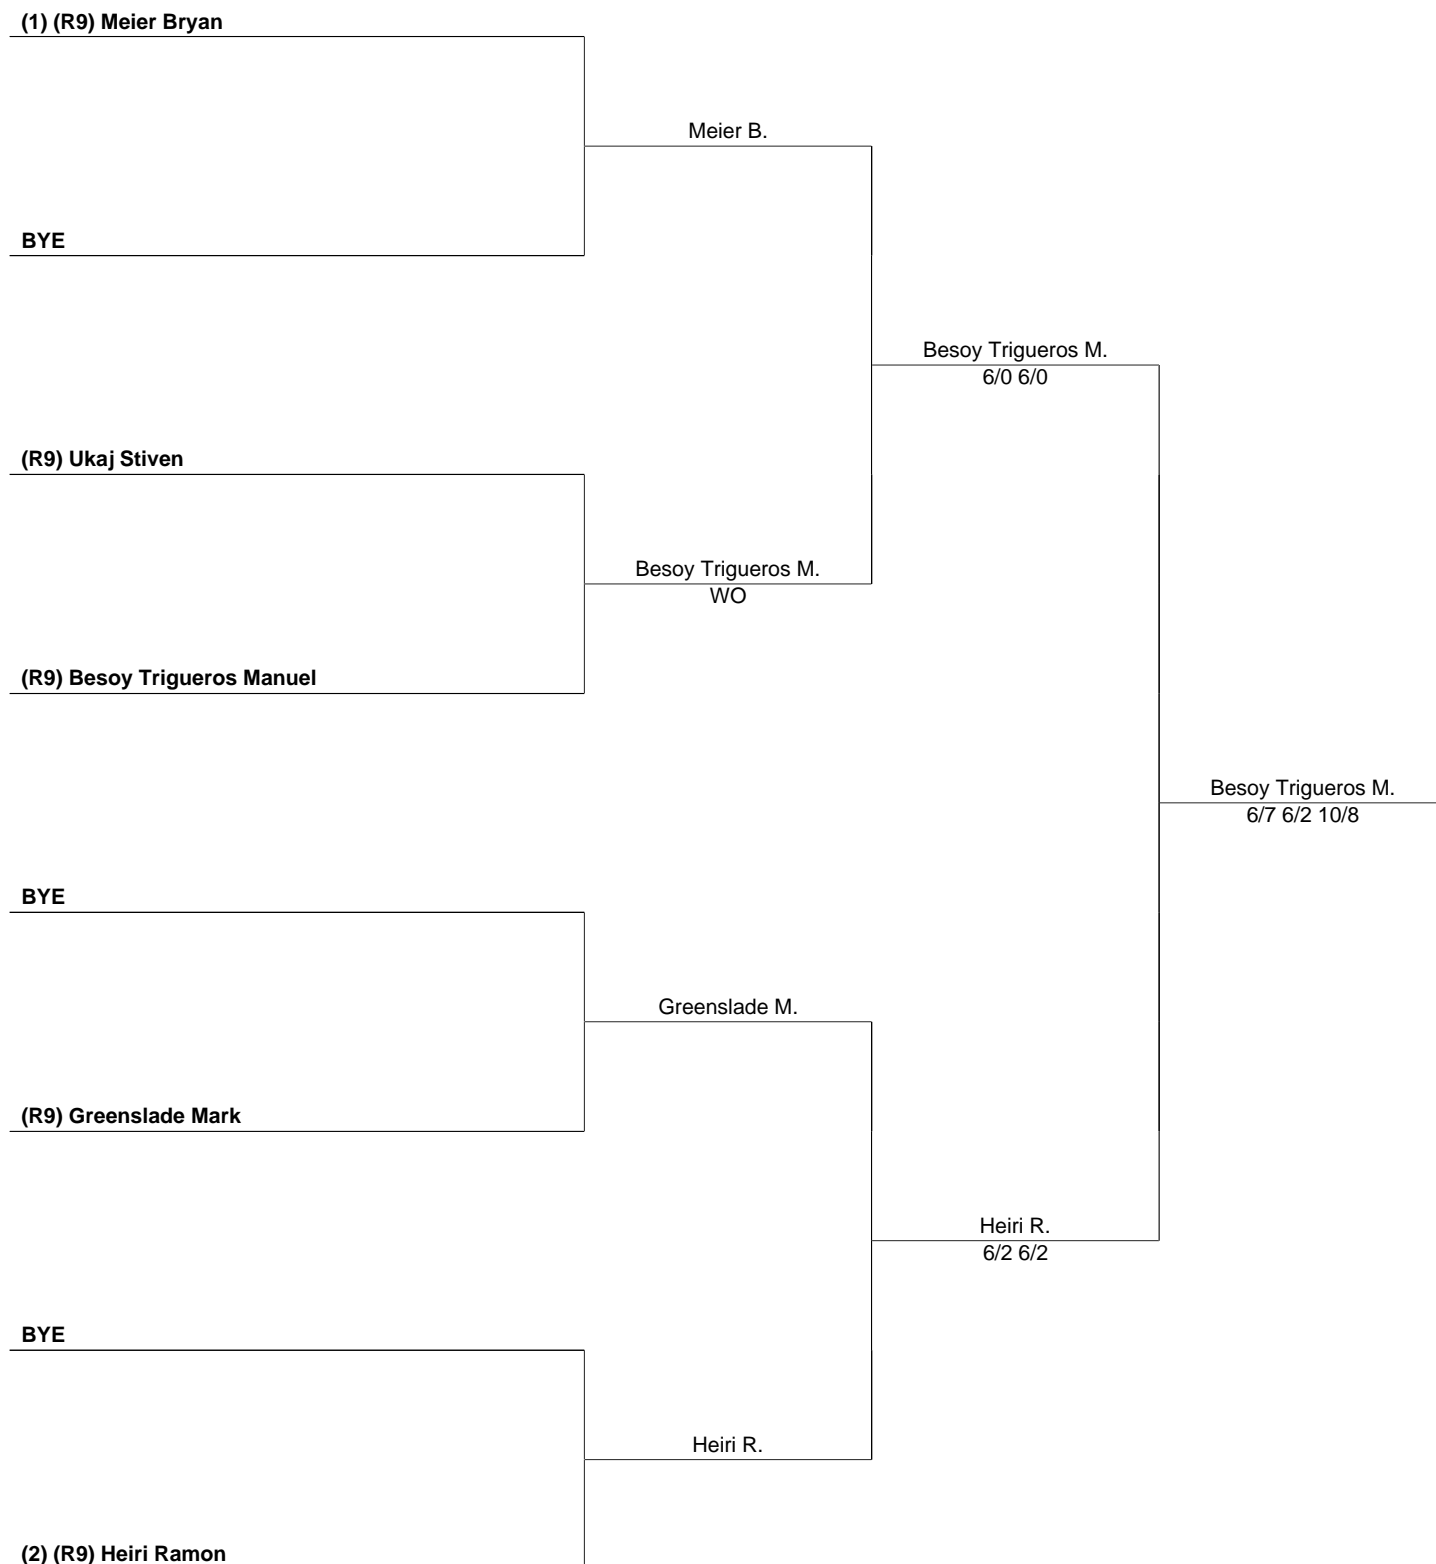 (1) (R9) Meier Bryan
Meier B.
BYE
Besoy Trigueros M.
6/0 6/0
(R9) Ukaj Stiven
Besoy Trigueros M.
WO
(R9) Besoy Trigueros Manuel
Besoy Trigueros M.
6/7 6/2 10/8
BYE
Greenslade M.
(R9) Greenslade Mark
Heiri R.
6/2 6/2
BYE
Heiri R.
(2) (R9) Heiri Ramon